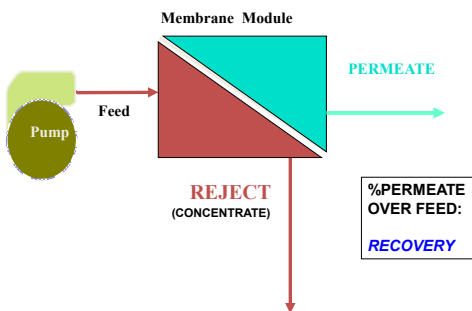 Membrane Module
PERMEATE
Feed
Pump
REJECT
(CONCENTRATE)
%PERMEATE
OVER FEED:
RECOVERY